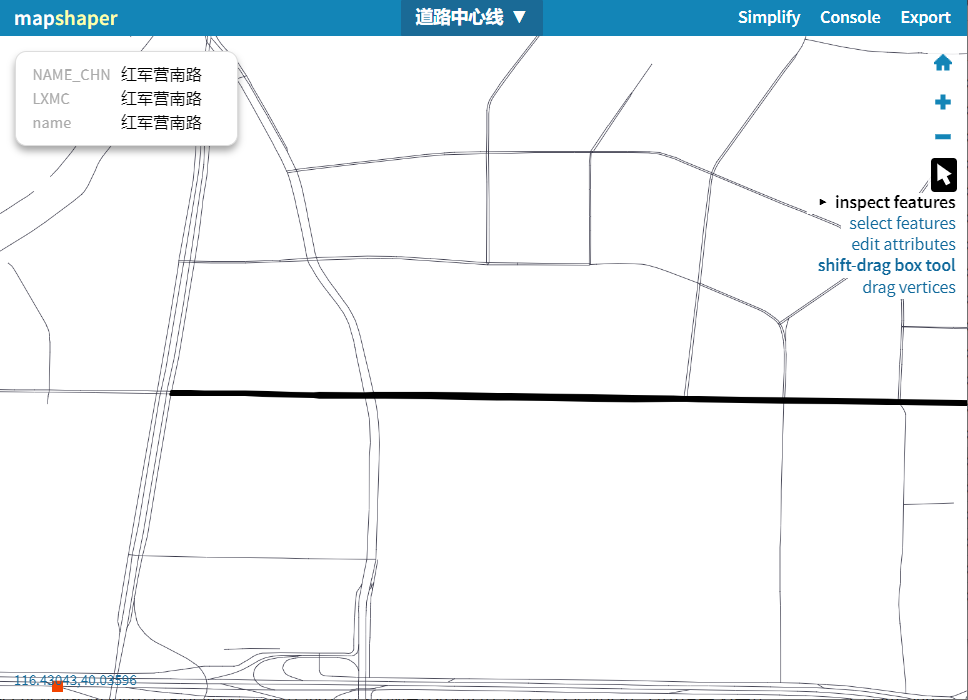 mapshaper
道路中心线 ▼
Simplify Console Export
NAME_CHN 红军营南路
LXMC 红军营南路
name 红军营南路
▸ inspect features
select features
edit attributes
shift-drag box tool
drag vertices
116.43043,40.03596